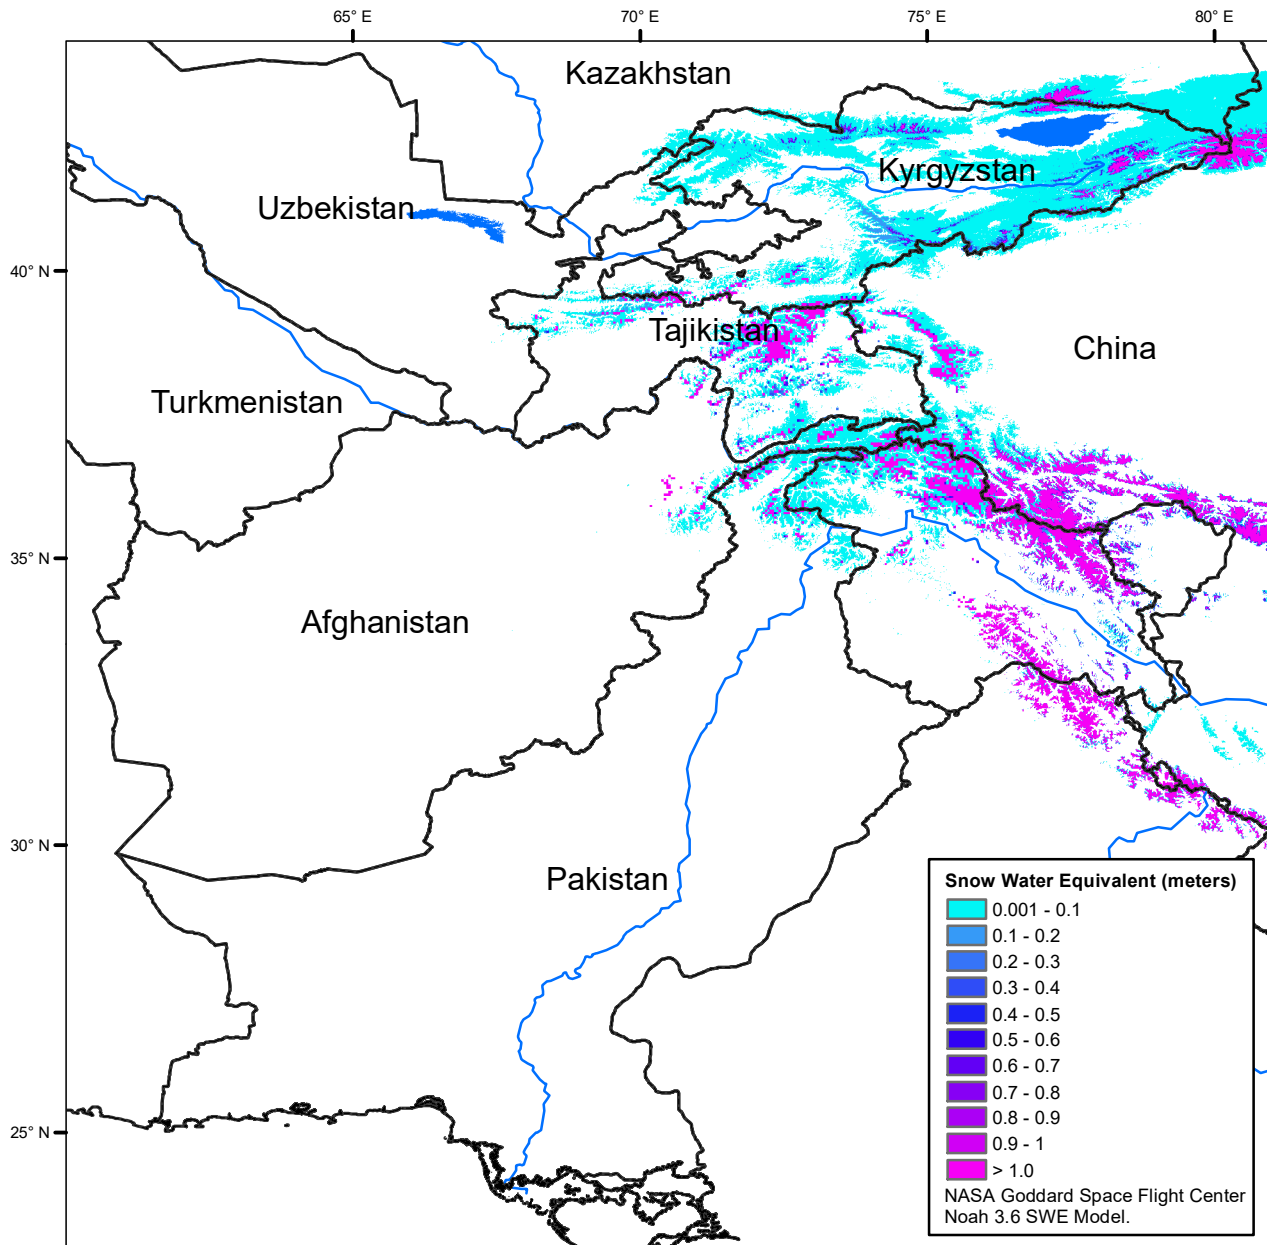 65° E
70° E
75° E
80° E
Kazakhstan
Kyrgyzstan
Uzbekistan
40° N
Tajikistan
China
Turkmenistan
35° N
Afghanistan
30° N
Pakistan
25° N
Snow Water Equivalent (meters)
0.001 - 0.1
0.1 - 0.2
0.2 - 0.3
0.3 - 0.4
0.4 - 0.5
0.5 - 0.6
0.6 - 0.7
0.7 - 0.8
0.8 - 0.9
0.9 - 1
> 1.0
NASA Goddard Space Flight Center
Noah 3.6 SWE Model.